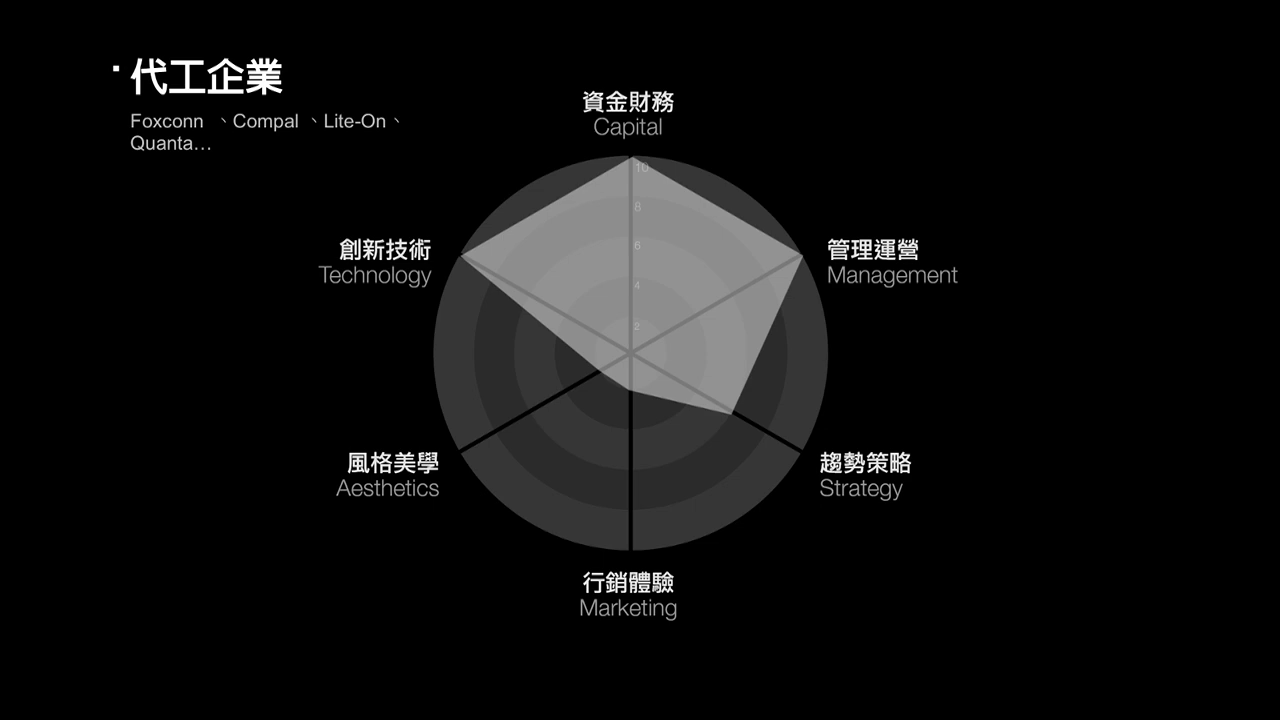 代工企業
Foxconn 、Compal 、Lite-On、
Quanta…
資金財務
Capital
10
8
6
4
2
創新技術
Technology
管理運營
Management
風格美學
Aesthetics
趨勢策略
Strategy
行銷體驗
Marketing